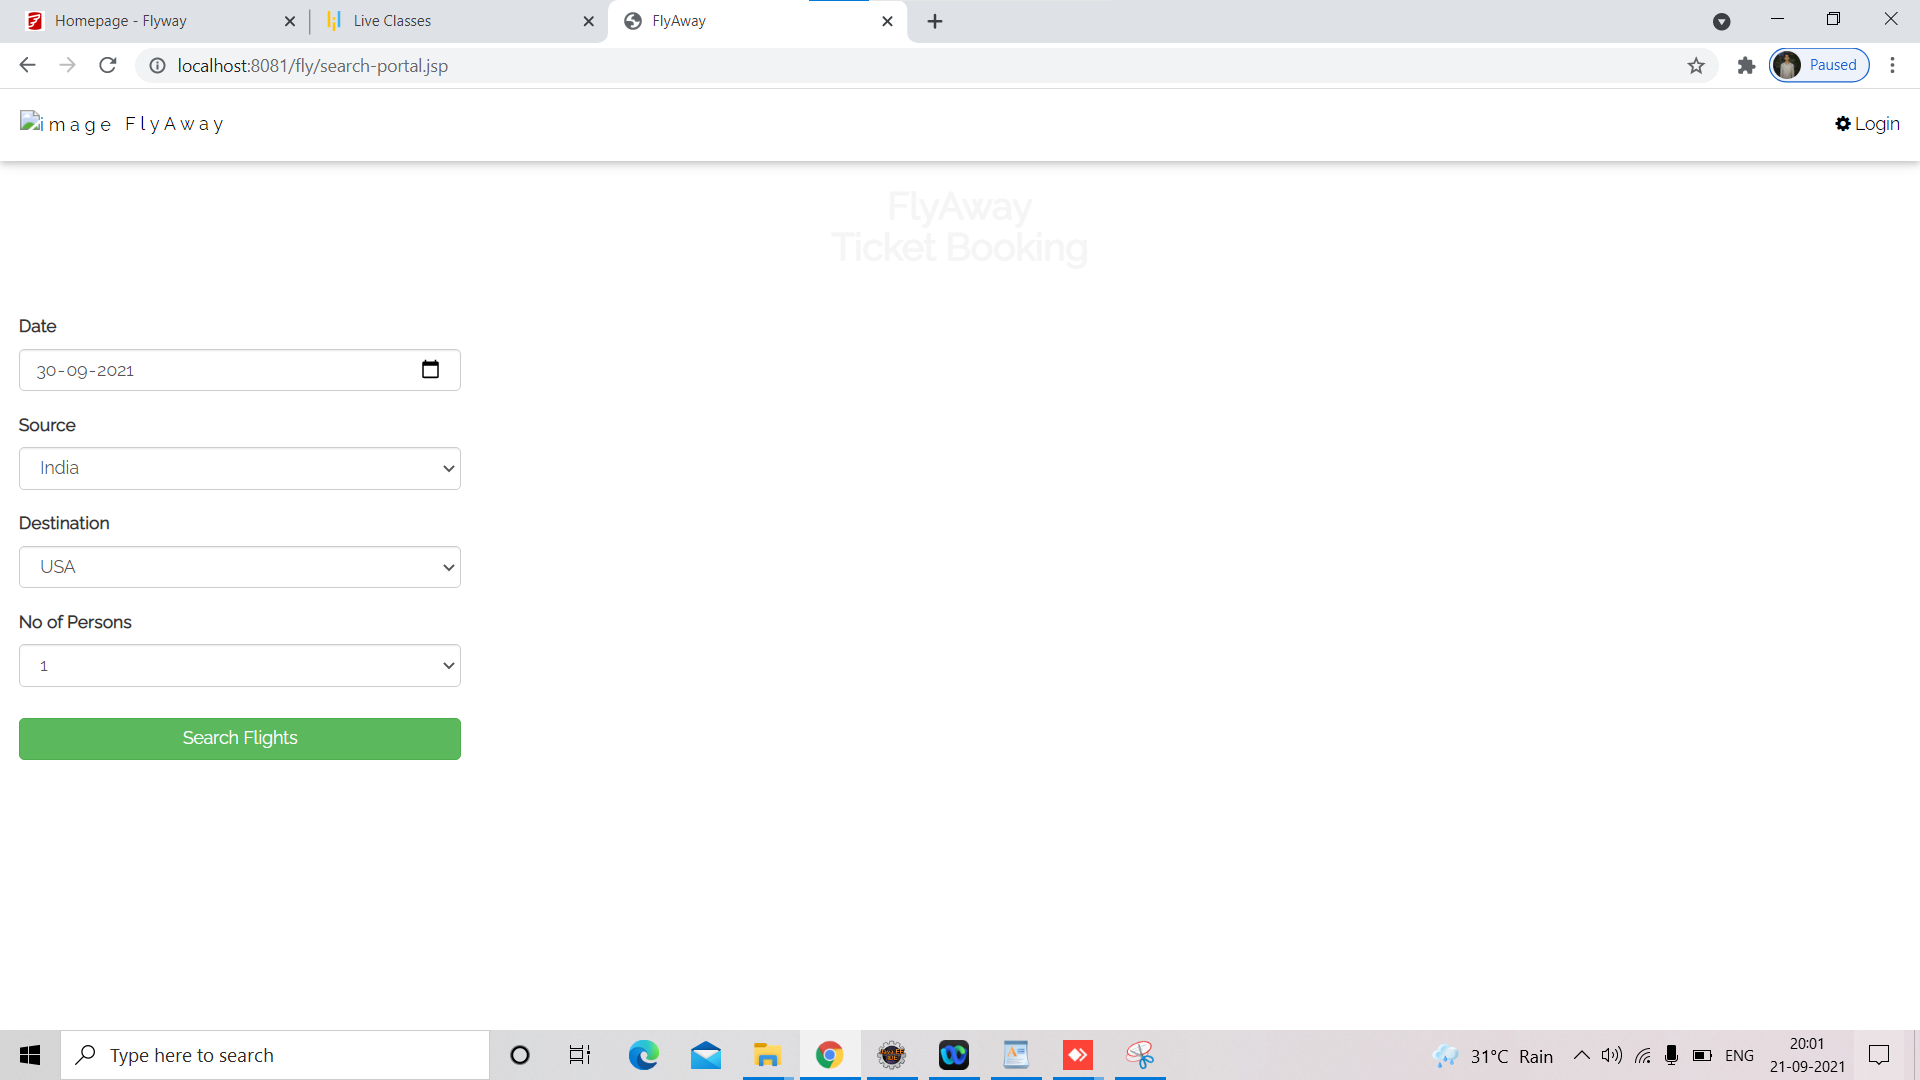 Homepage - Flyway
Live Classes
FlyAway
localhost:8081/fly/search-portal.jsp
Paused
image FlyAway
Login
FlyAway
Ticket Booking
Date
30-09-2021
Source
India
Destination
USA
No of Persons
1
Search Flights
Type here to search
31°C Rain
ENG
20:01
21-09-2021